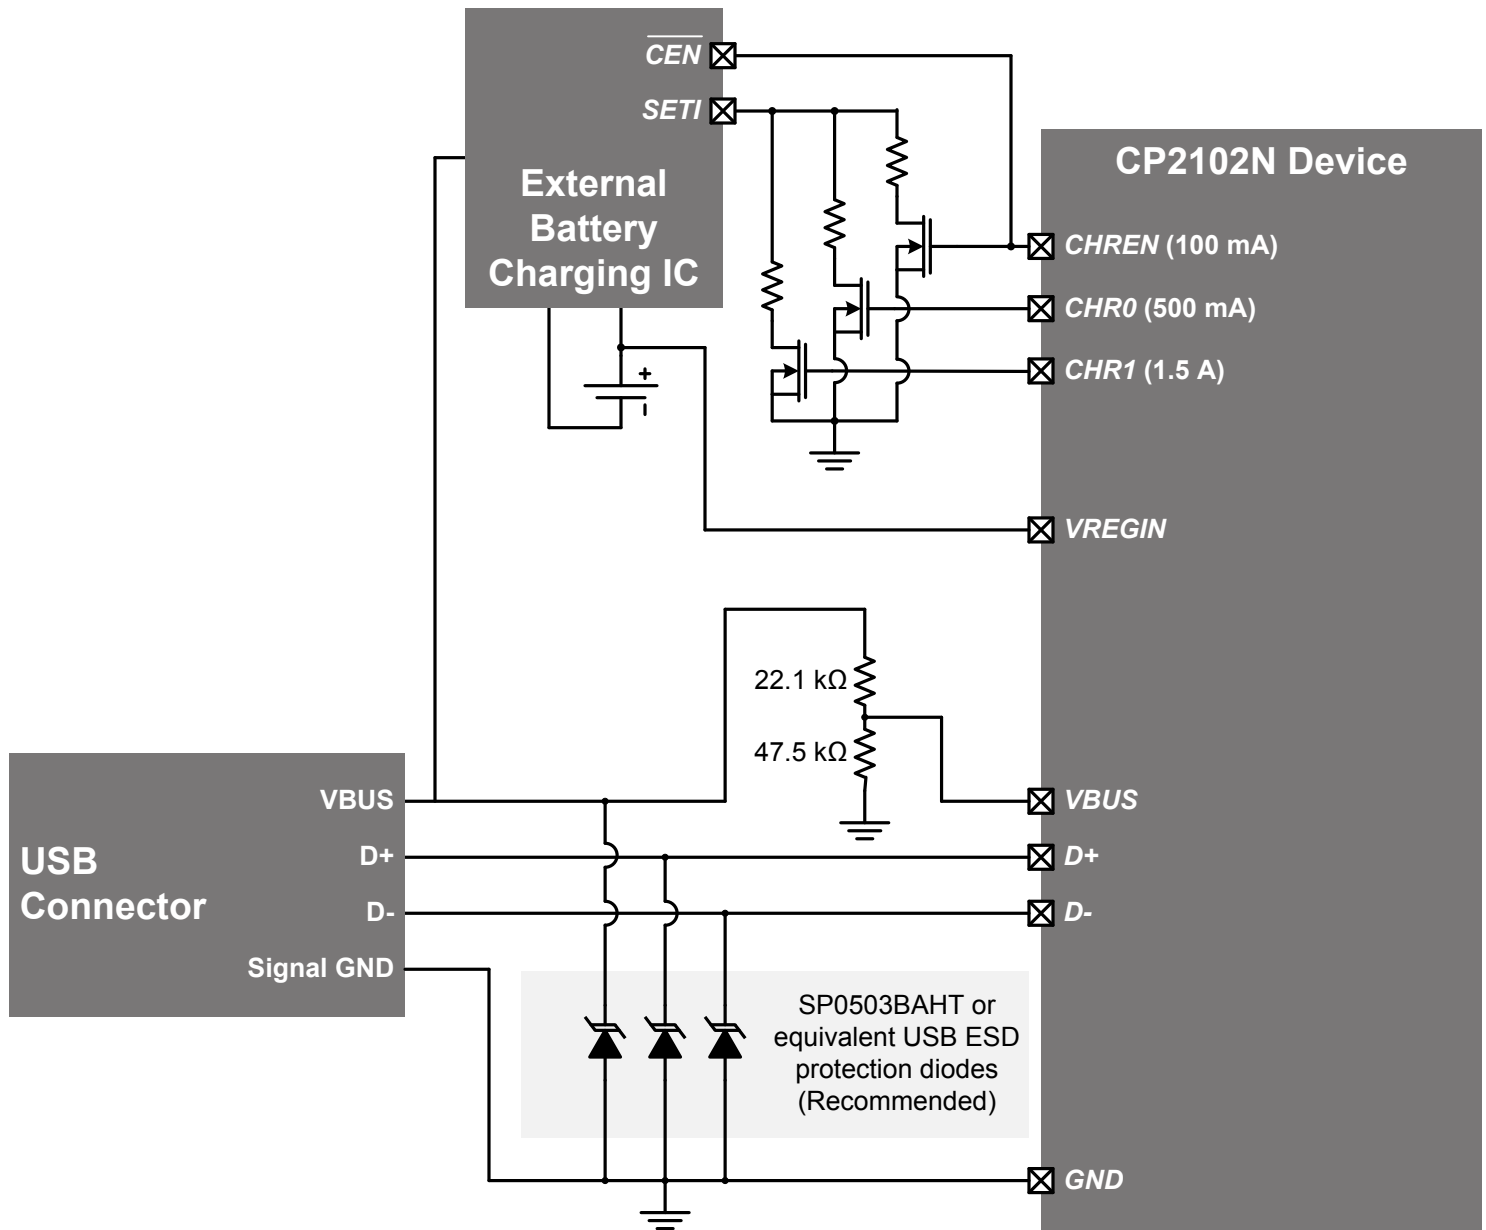 CEN
SETI
External
Battery
Charging IC
+
-
CP2102N Device
CHREN (100 mA)
CHR0 (500 mA)
CHR1 (1.5 A)
VREGIN
22.1 kΩ
47.5 kΩ
VBUS
D+
D-
GND
USB
Connector
VBUS
D+
D-
Signal GND
SP0503BAHT or
equivalent USB ESD
protection diodes
(Recommended)